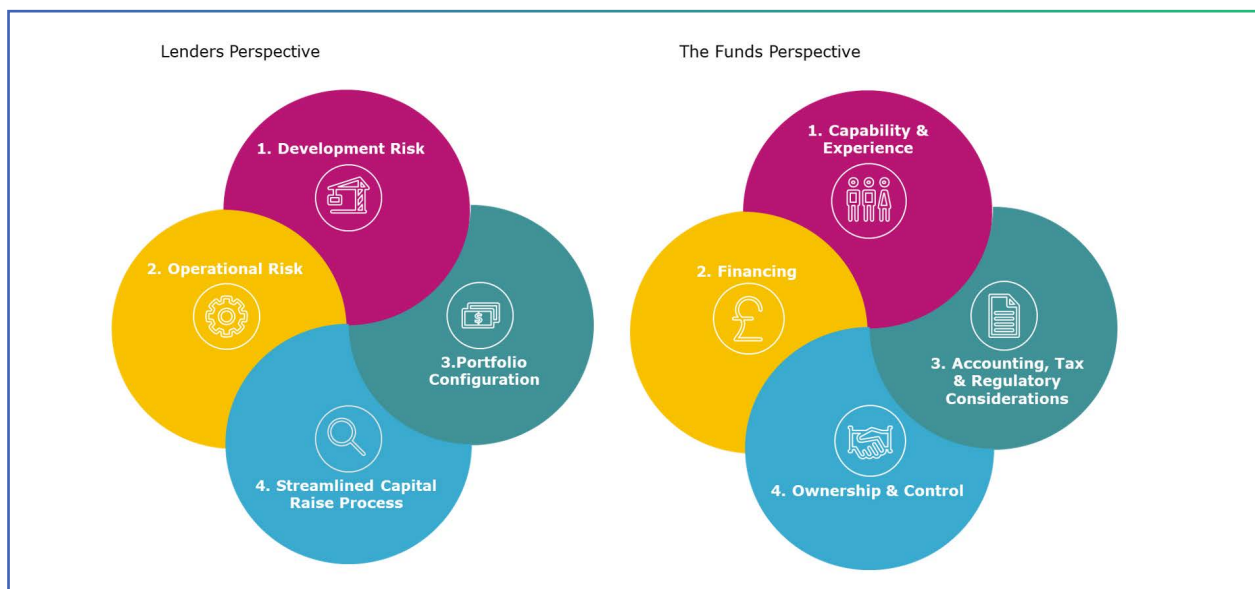 Lenders Perspective
1. Development Risk
2. Operational Risk
3.Portfolio
Configuration
$
4. Streamlined Capital
Raise Process
The Funds Perspective
1. Capability &
Experience
2. Financing
£
3. Accounting, Tax
& Regulatory
Considerations
4. Ownership & Control